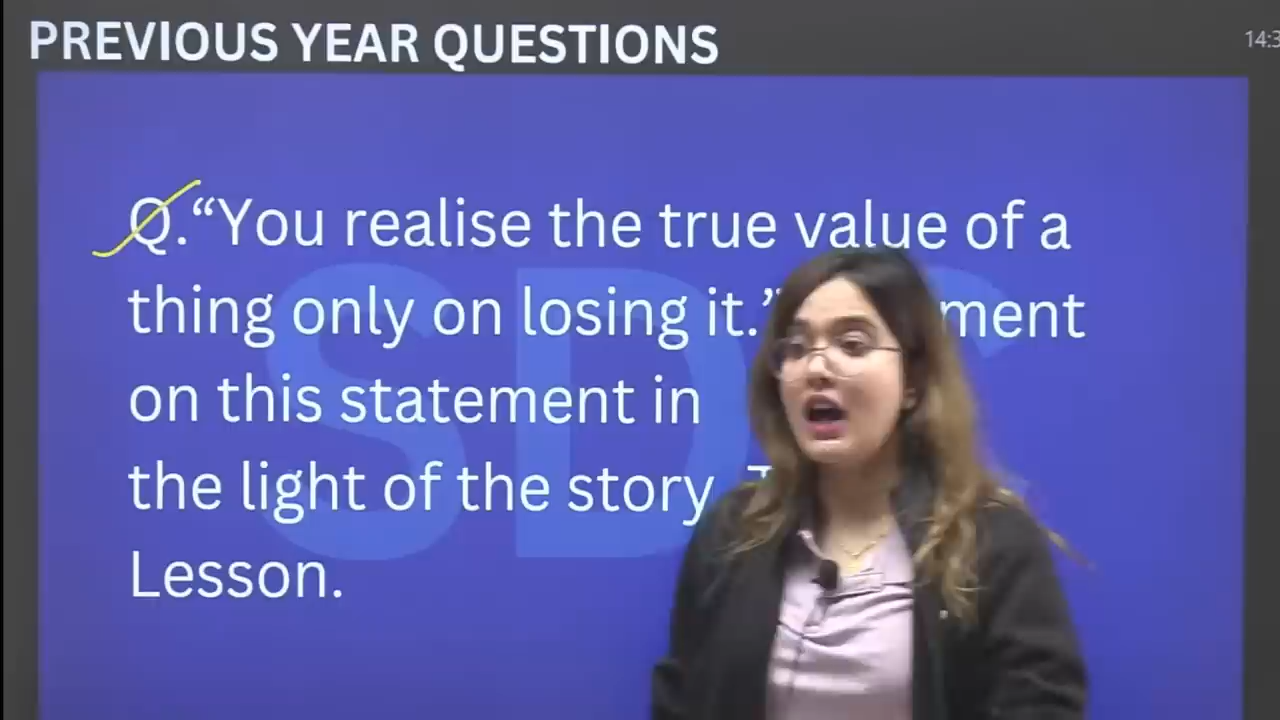 PREVIOUS YEAR QUESTIONS
14:3
Q.“You realise the true value of a
thing only on losing it.”
on this statement in
the light of the story
Lesson.